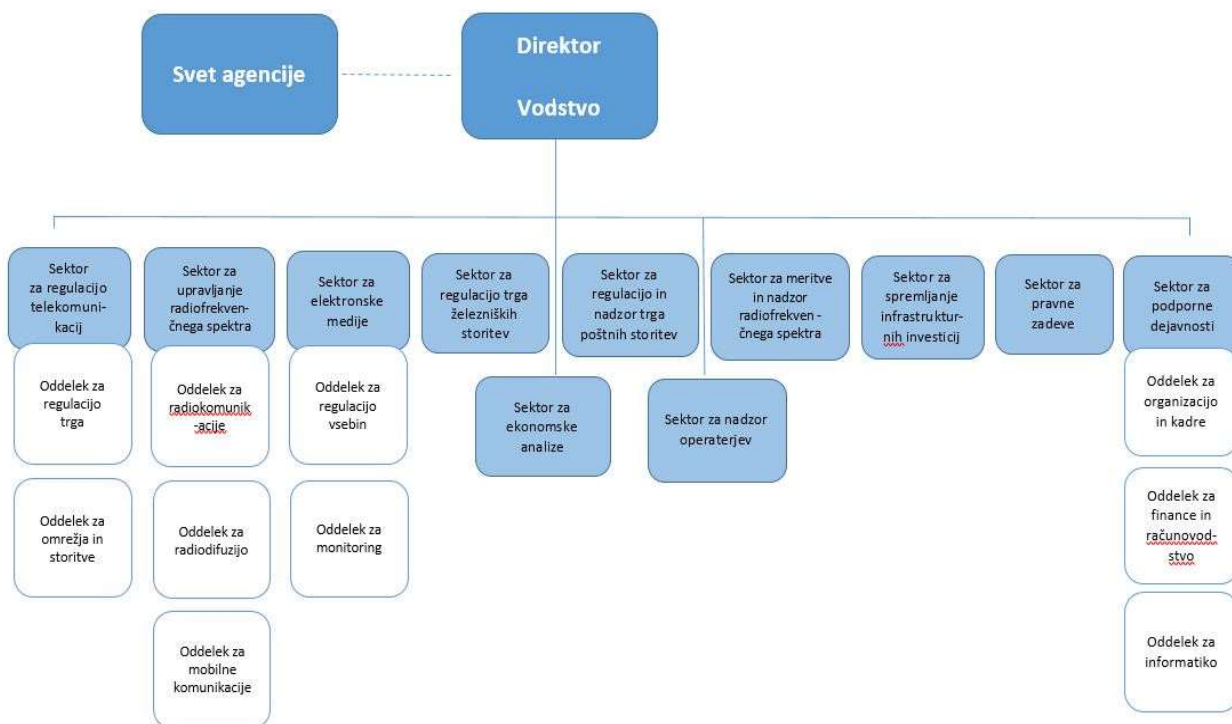 Svet agencije
Direktor
Vodstvo
Sektor
za regulacijo
telekomuni-
kacij
Sektor za
upravljanje
radiofrekven-
čnega spektra
Sektor za
elektronske
medije
Sektor za
regulacijo trga
železniških
storitev
Sektor za
regulacijo in
nadzor trga
poštnih storitev
Sektor za meritve
in nadzor
radiofrekven -
čnega spektra
Sektor za
spremljanje
infrastruktur-
nih investicij
Sektor za
pravne
zadeve
Sektor za
podporne
dejavnosti
Oddelek za
regulacijo
trga
Oddelek za
radiokomunik
-acije
Oddelek za
regulacijo
vsebin
Sektor za
ekonomske
analize
Sektor za nadzor
operaterjev
Oddelek za
organizacijo
in kadre
Oddelek za
omrežja in
storitve
Oddelek za
radiodifuzijo
Oddelek za
monitoring
Oddelek za
finance in
računovod-
stvo
Oddelek za
mobilne
komunikacije
Oddelek za
informatiko